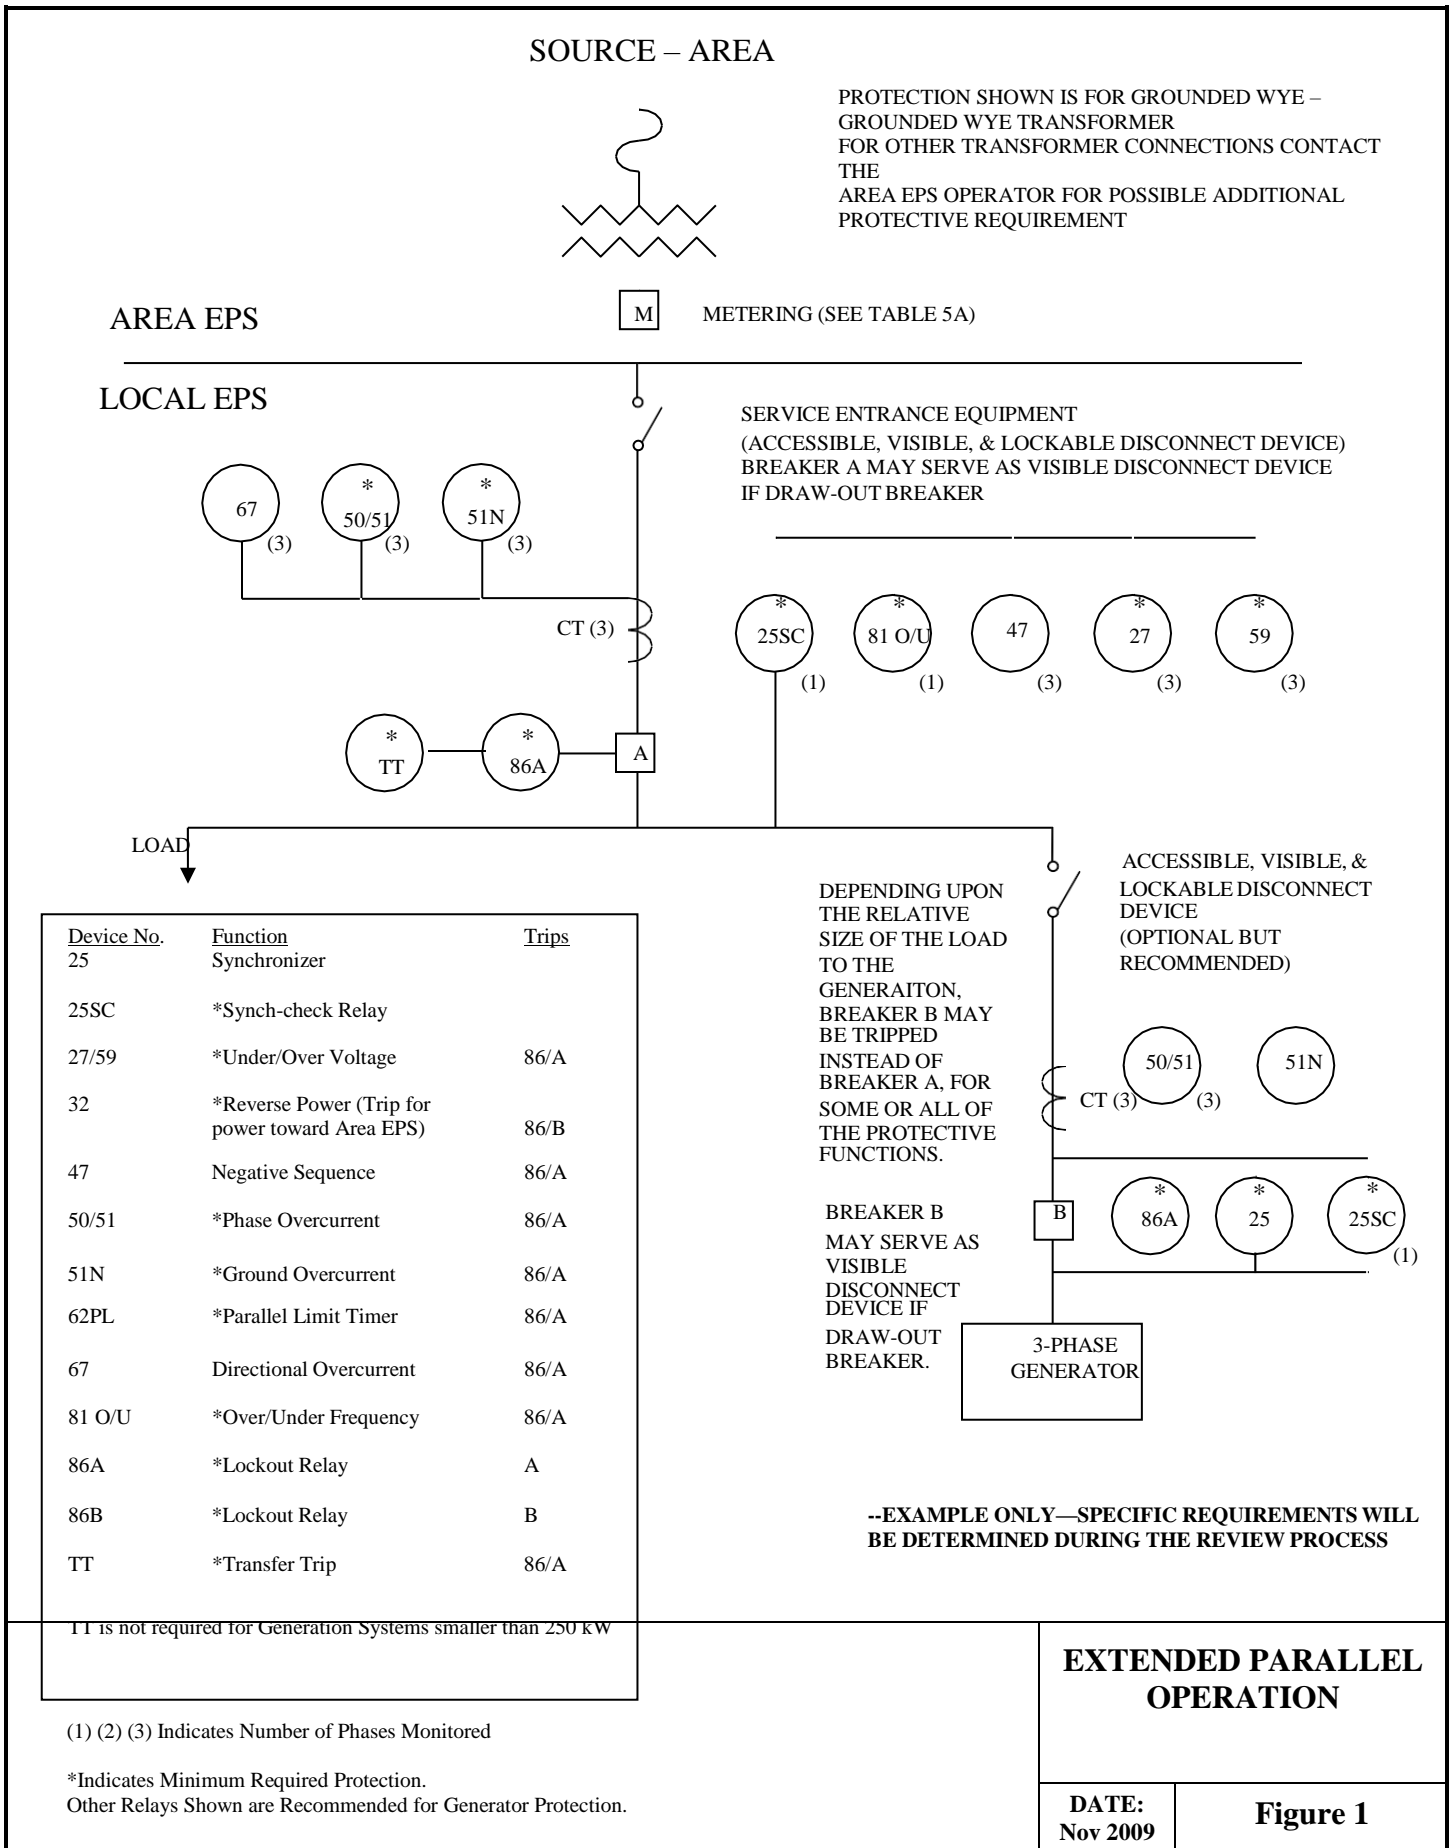 SOURCE – AREA
PROTECTION SHOWN IS FOR GROUNDED WYE –
GROUNDED WYE TRANSFORMER
FOR OTHER TRANSFORMER CONNECTIONS CONTACT
THE
AREA EPS OPERATOR FOR POSSIBLE ADDITIONAL
PROTECTIVE REQUIREMENT
AREA EPS
M
METERING (SEE TABLE 5A)
LOCAL EPS
SERVICE ENTRANCE EQUIPMENT
(ACCESSIBLE, VISIBLE, & LOCKABLE DISCONNECT DEVICE)
BREAKER A MAY SERVE AS VISIBLE DISCONNECT DEVICE
IF DRAW-OUT BREAKER
67
(3)
*
50/51
(3)
*
51N
(3)
CT (3)
*
25SC
(1)
*
81 O/U
(1)
47
(3)
*
27
(3)
*
59
(3)
*
TT
*
86A
A
LOAD
DEPENDING UPON
THE RELATIVE
SIZE OF THE LOAD
TO THE
GENERAITON,
BREAKER B MAY
BE TRIPPED
INSTEAD OF
BREAKER A, FOR
SOME OR ALL OF
THE PROTECTIVE
FUNCTIONS.
ACCESSIBLE, VISIBLE, &
LOCKABLE DISCONNECT
DEVICE
(OPTIONAL BUT
RECOMMENDED)
CT (3)
50/51
(3)
51N
BREAKER B
MAY SERVE AS
VISIBLE
DISCONNECT
DEVICE IF
DRAW-OUT
BREAKER.
B
*
86A
*
25
*
25SC
(1)
3-PHASE
GENERATOR
Device No. Function Trips
25 Synchronizer
25SC *Synch-check Relay
27/59 *Under/Over Voltage 86/A
32 *Reverse Power (Trip for
power toward Area EPS) 86/B
47 Negative Sequence 86/A
50/51 *Phase Overcurrent 86/A
51N *Ground Overcurrent 86/A
62PL *Parallel Limit Timer 86/A
67 Directional Overcurrent 86/A
81 O/U *Over/Under Frequency 86/A
86A *Lockout Relay A
86B *Lockout Relay B
TT *Transfer Trip 86/A
TT is not required for Generation Systems smaller than 250 kW
--EXAMPLE ONLY—SPECIFIC REQUIREMENTS WILL
BE DETERMINED DURING THE REVIEW PROCESS
(1) (2) (3) Indicates Number of Phases Monitored
*Indicates Minimum Required Protection.
Other Relays Shown are Recommended for Generator Protection.
EXTENDED PARALLEL
OPERATION
DATE:
Nov 2009
Figure 1